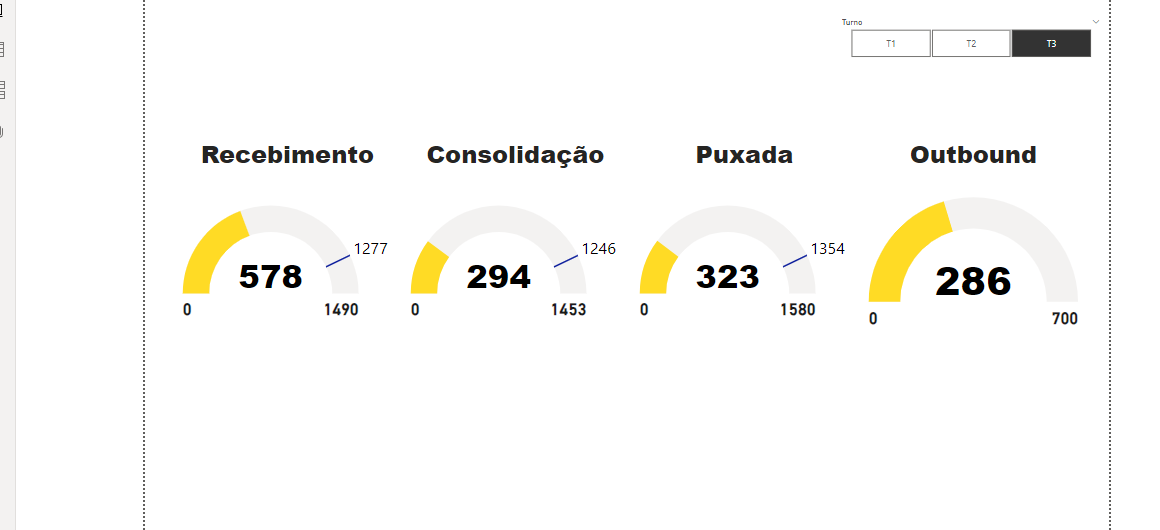 Turno
T1 T2 T3
Recebimento Consolidação Puxada Outbound
1277 1246 1354
578 294 323 286
0 1490 0 1453 0 1580 0 700